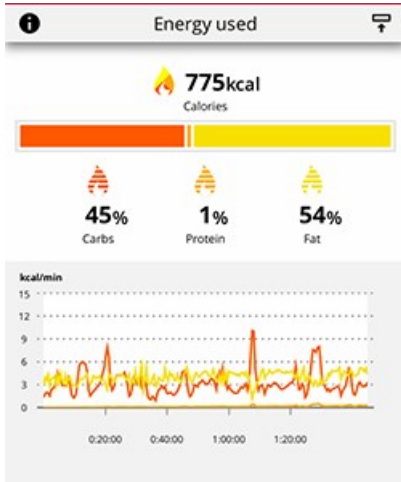 Energy used
775kcal
Calories
45% 1% 54%
Carbs Protein Fat
kcal/min
15
12
9
6
3
0
0:20:00 0:40:00 1:00:00 1:20:00